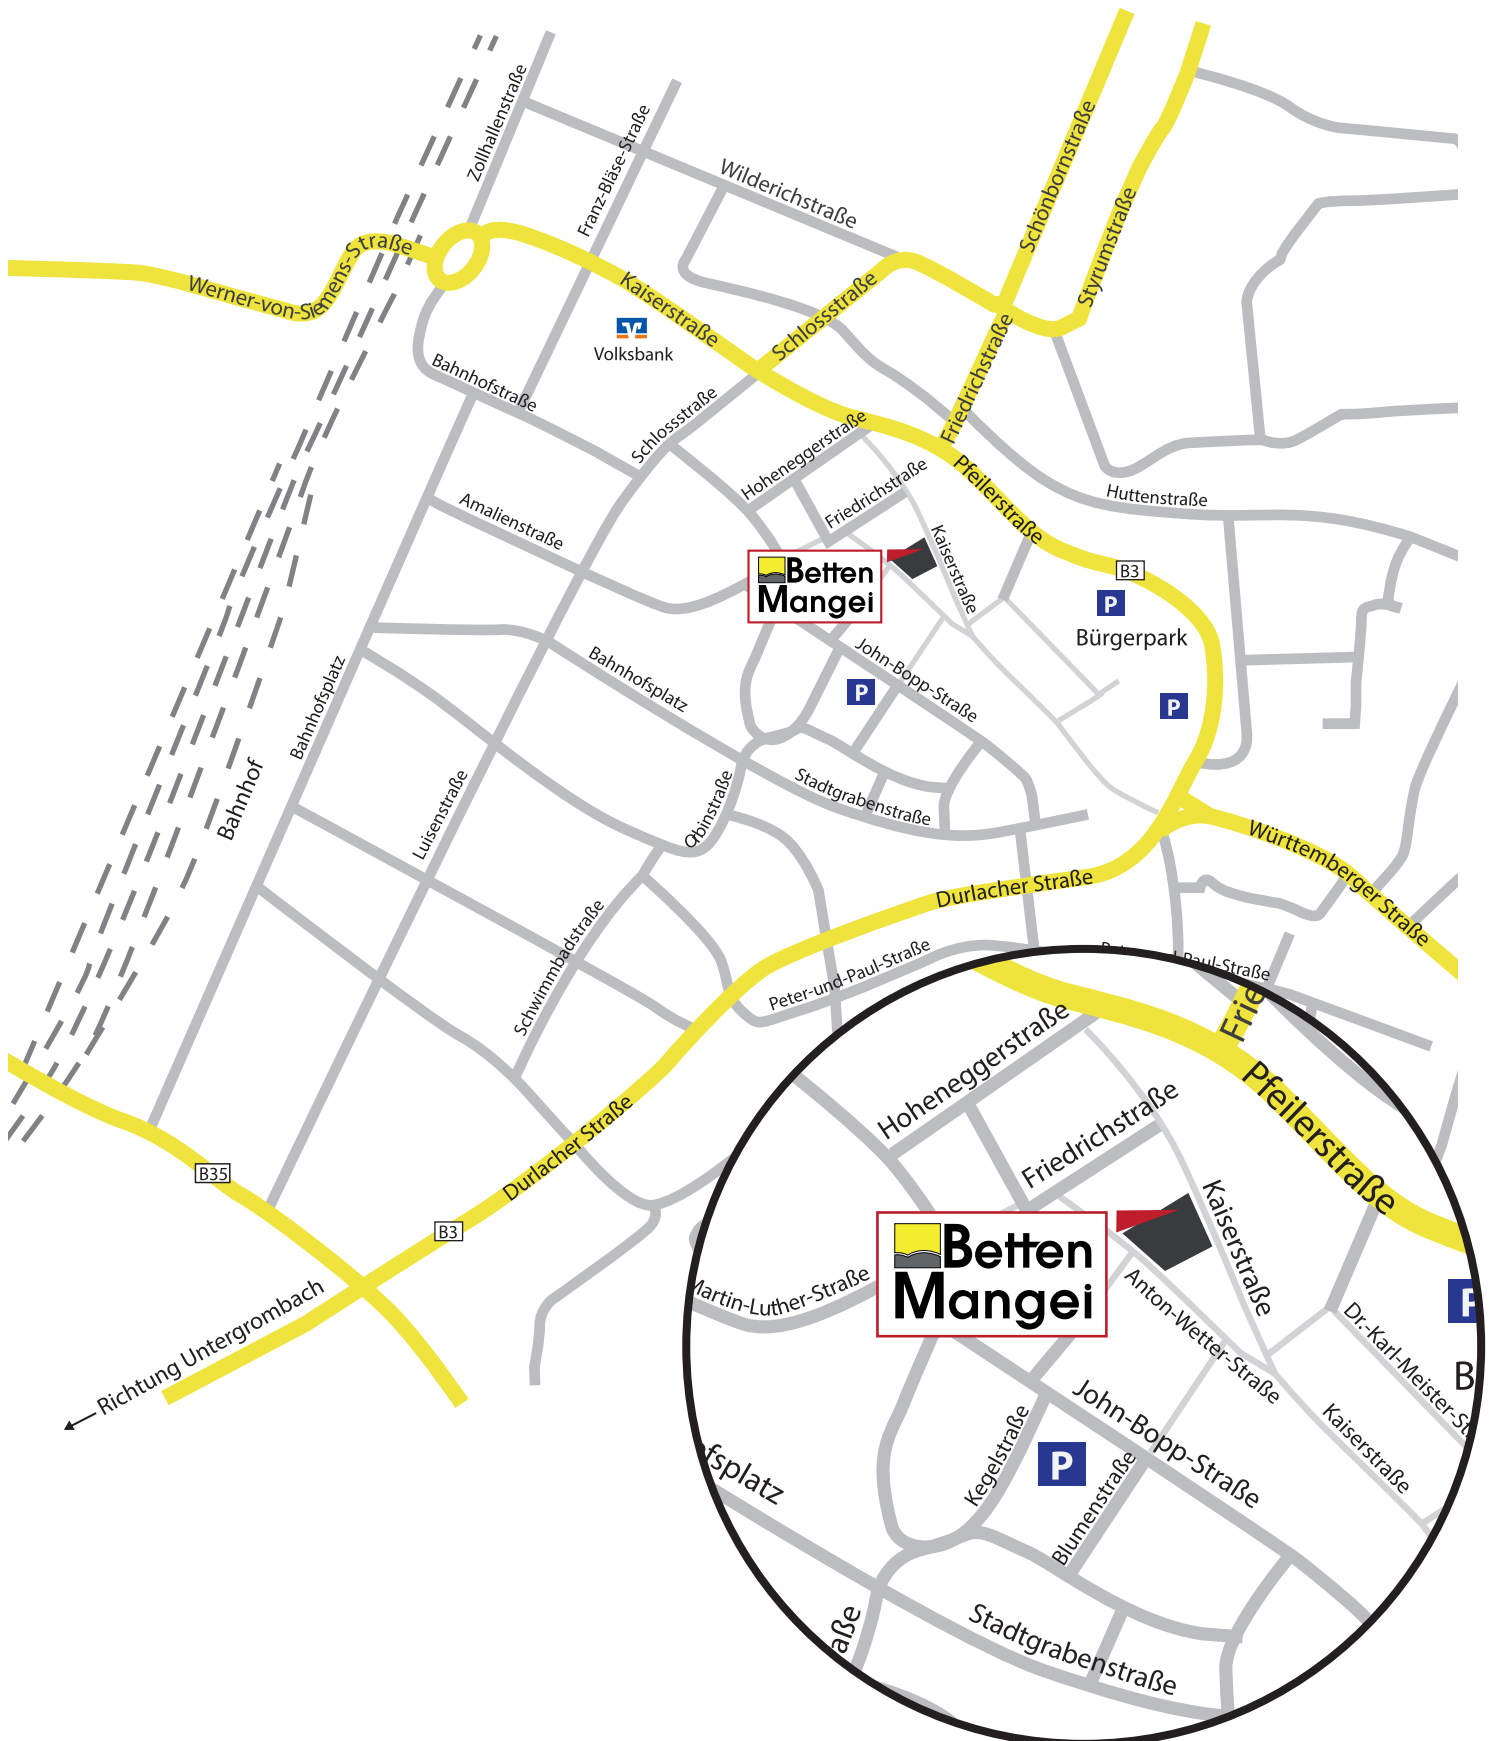 Zollhallenstraße
Franz-Bläse-Straße
Wilderichstraße
Schönbornstraße
Styrumstraße
Werner-von-Siemens-Straße
Kaiserstraße
Schlossstraße
Volksbank
Friedrichstraße
Bahnhofstraße
Schlossstraße
Hoheneggerstraße
Friedrichstraße
Pfeilerstraße
Huttenstraße
Amalienstraße
Kaiserstraße
B3
Betten
Mangei
P
Bürgerpark
Bahnhofsplatz
Bahnhofsplatz
John-Bopp-Straße
P
P
Bahnhof
Luisenstraße
Orbinstraße
Stadtgrabenstraße
Württemberger Straße
Durlacher Straße
Schwimmbadstraße
Peter-und-Paul-Straße
Paul-Straße
Frie
Hoheneggerstraße
Pfeilerstraße
Friedrichstraße
Durlacher Straße
B35
B3
Kaiserstraße
Betten
Mangei
Martin-Luther-Straße
Anton-Wetter-Straße
Dr.-Karl-Meister-St
P
B
Richtung Untergrombach
John-Bopp-Straße
Kaiserstraße
Kegelstraße
P
Blumenstraße
ofsplatz
Stadtgrabenstraße
aße